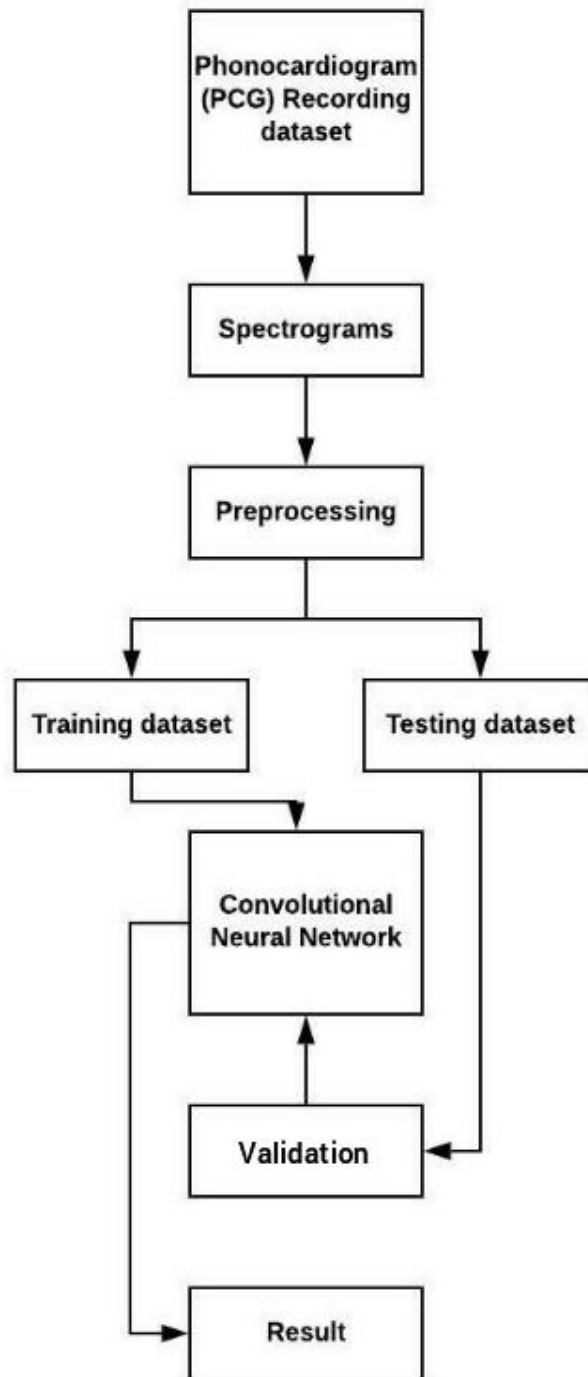 Phonocardiogram
(PCG) Recording
dataset
Spectrograms
Preprocessing
Training dataset
Testing dataset
Convolutional
Neural Network
Validation
Result